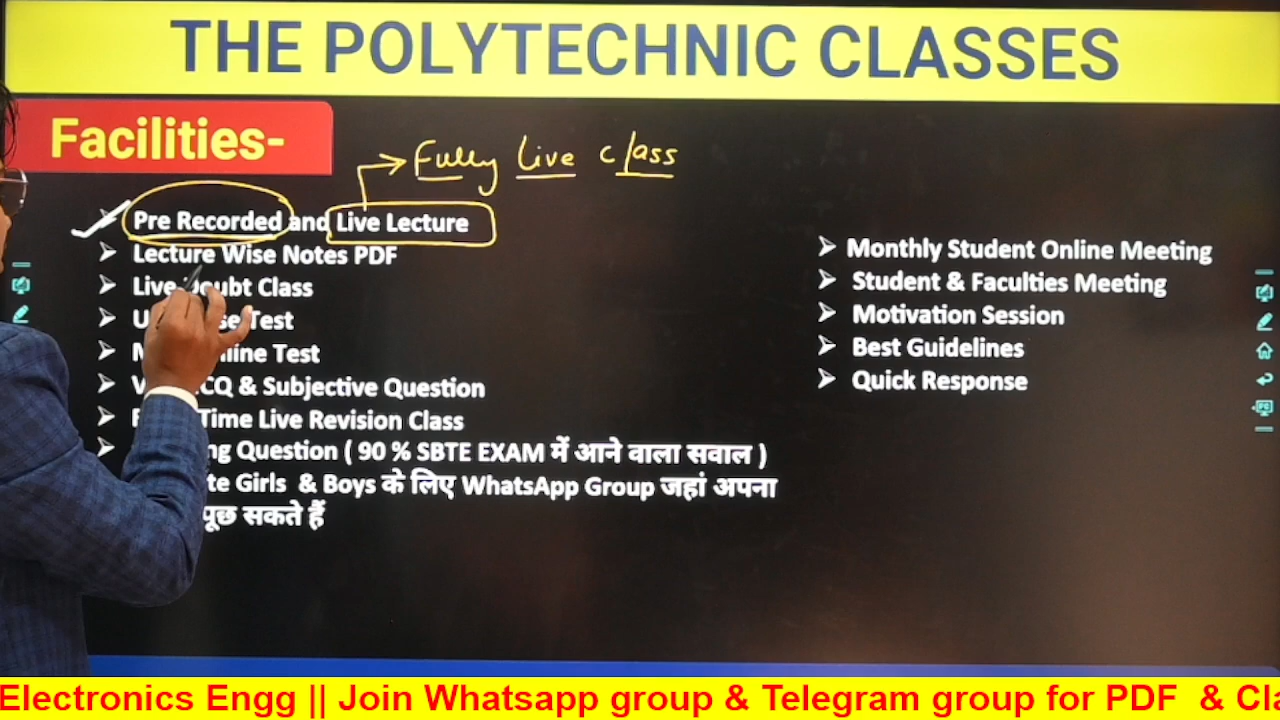 THE POLYTECHNIC CLASSES
Facilities-
Fully Live class
Pre Recorded and Live Lecture
Lecture Wise Notes PDF
Live Doubt Class
Test
Test
& Subjective Question
Time Live Revision Class
Question ( 90 % SBTE EXAM में आने वाला सवाल )
Girls & Boys के लिए WhatsApp Group जहां अपना
पूछ सकते हैं
Monthly Student Online Meeting
Student & Faculties Meeting
Motivation Session
Best Guidelines
Quick Response
Electronics Engg || Join Whatsapp group & Telegram group for PDF &